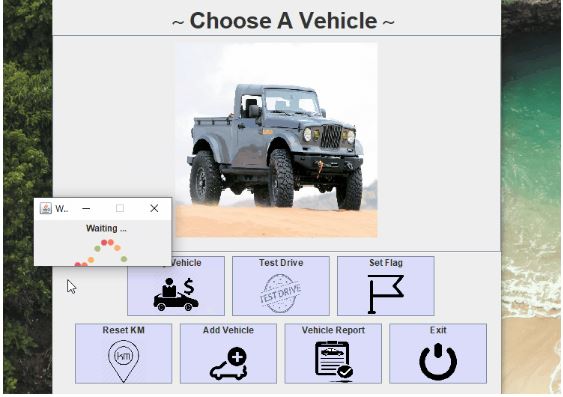 ~ Choose A Vehicle ~
W..
Waiting ...
Vehicle
Test Drive
Set Flag
TEST DRIVE
Reset KM
Add Vehicle
Vehicle Report
Exit
km